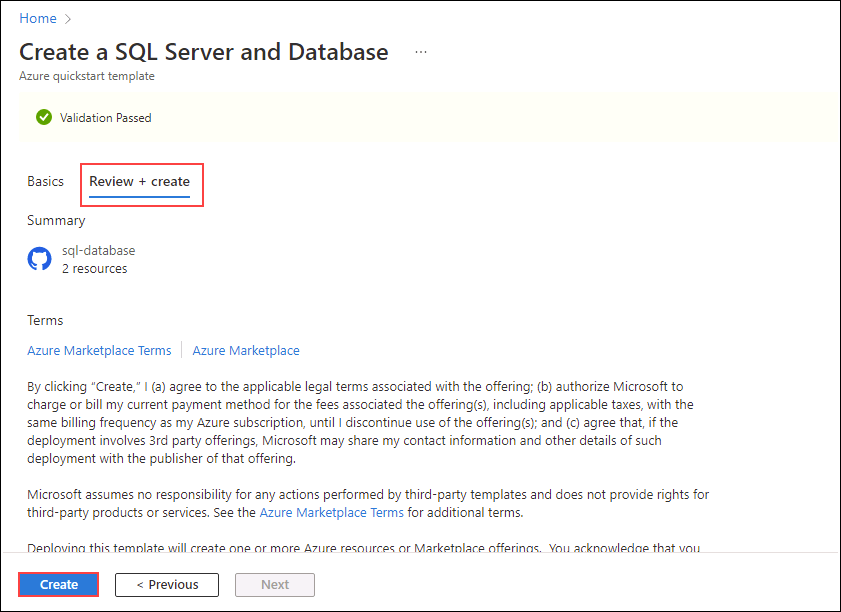 Home >
Create a SQL Server and Database ...
Azure quickstart template
Validation Passed
Basics Review + create
Summary
sql-database
2 resources
Terms
Azure Marketplace Terms Azure Marketplace
By clicking “Create,” I (a) agree to the applicable legal terms associated with the offering; (b) authorize Microsoft to
charge or bill my current payment method for the fees associated the offering(s), including applicable taxes, with the
same billing frequency as my Azure subscription, until I discontinue use of the offering(s); and (c) agree that, if the
deployment involves 3rd party offerings, Microsoft may share my contact information and other details of such
deployment with the publisher of that offering.
Microsoft assumes no responsibility for any actions performed by third-party templates and does not provide rights for
third-party products or services. See the Azure Marketplace Terms for additional terms.
Deploying this template will create one or more Azure resources or Marketplace offerings. You acknowledge that you
Create < Previous Next